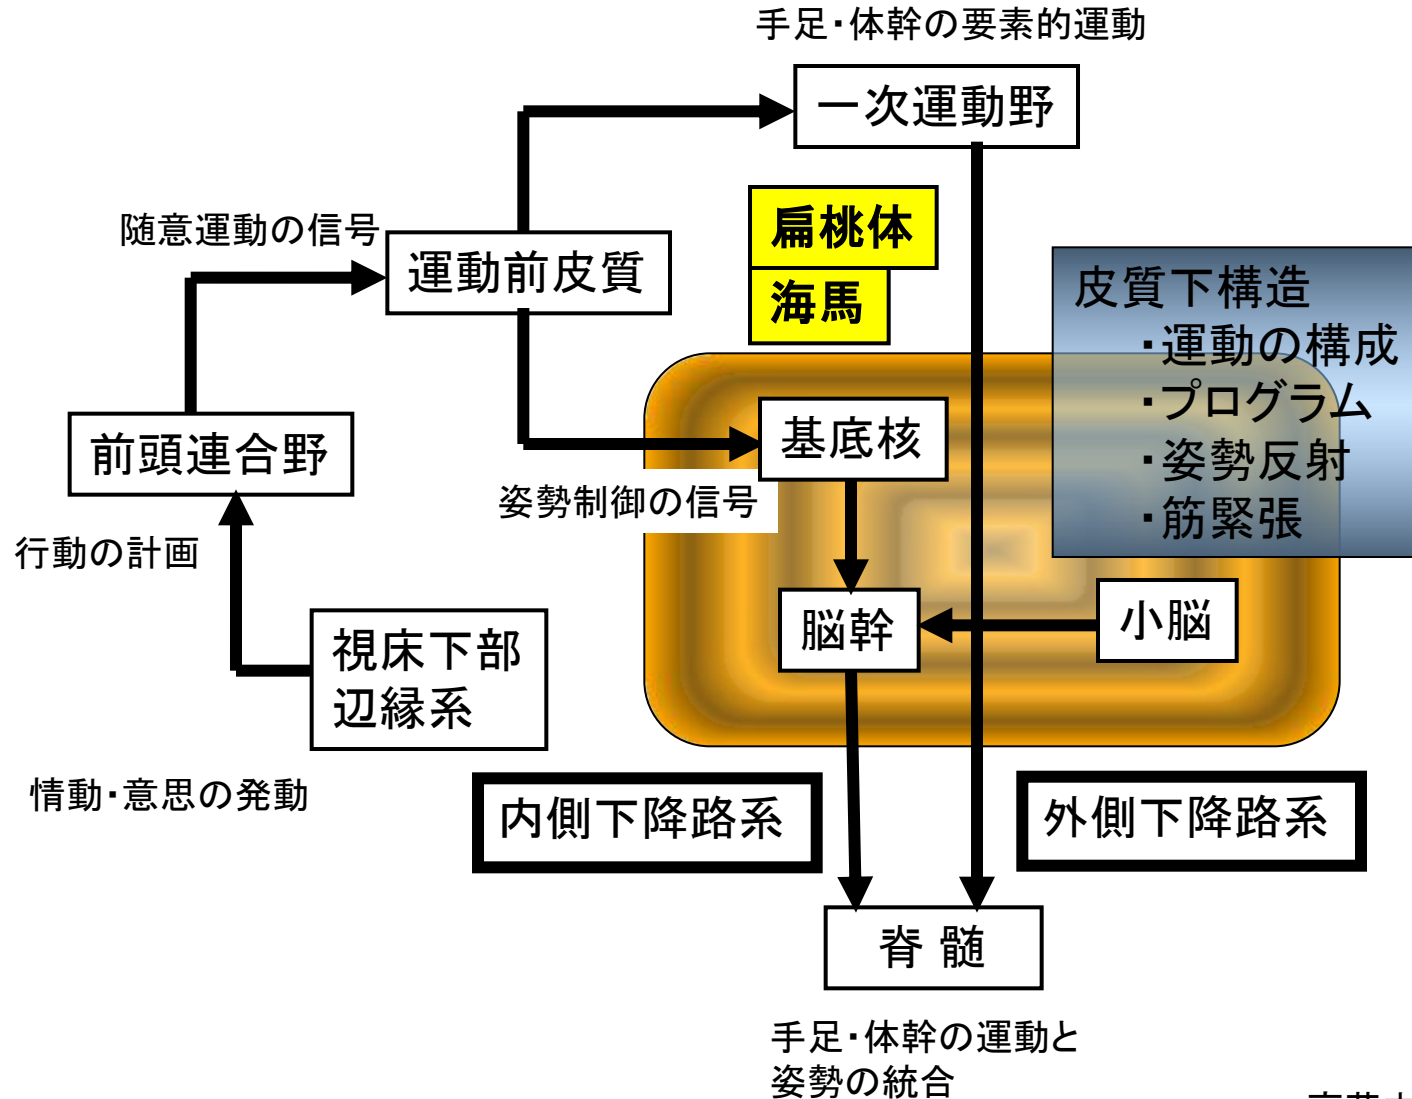 手足・体幹の要素的運動
一次運動野
扁桃体
海馬
随意運動の信号
運動前皮質
皮質下構造
・運動の構成
・プログラム
・姿勢反射
・筋緊張
前頭連合野
基底核
姿勢制御の信号
行動の計画
脳幹
小脳
視床下部
辺縁系
情動・意思の発動
内側下降路系
外側下降路系
脊 髄
手足・体幹の運動と
姿勢の統合